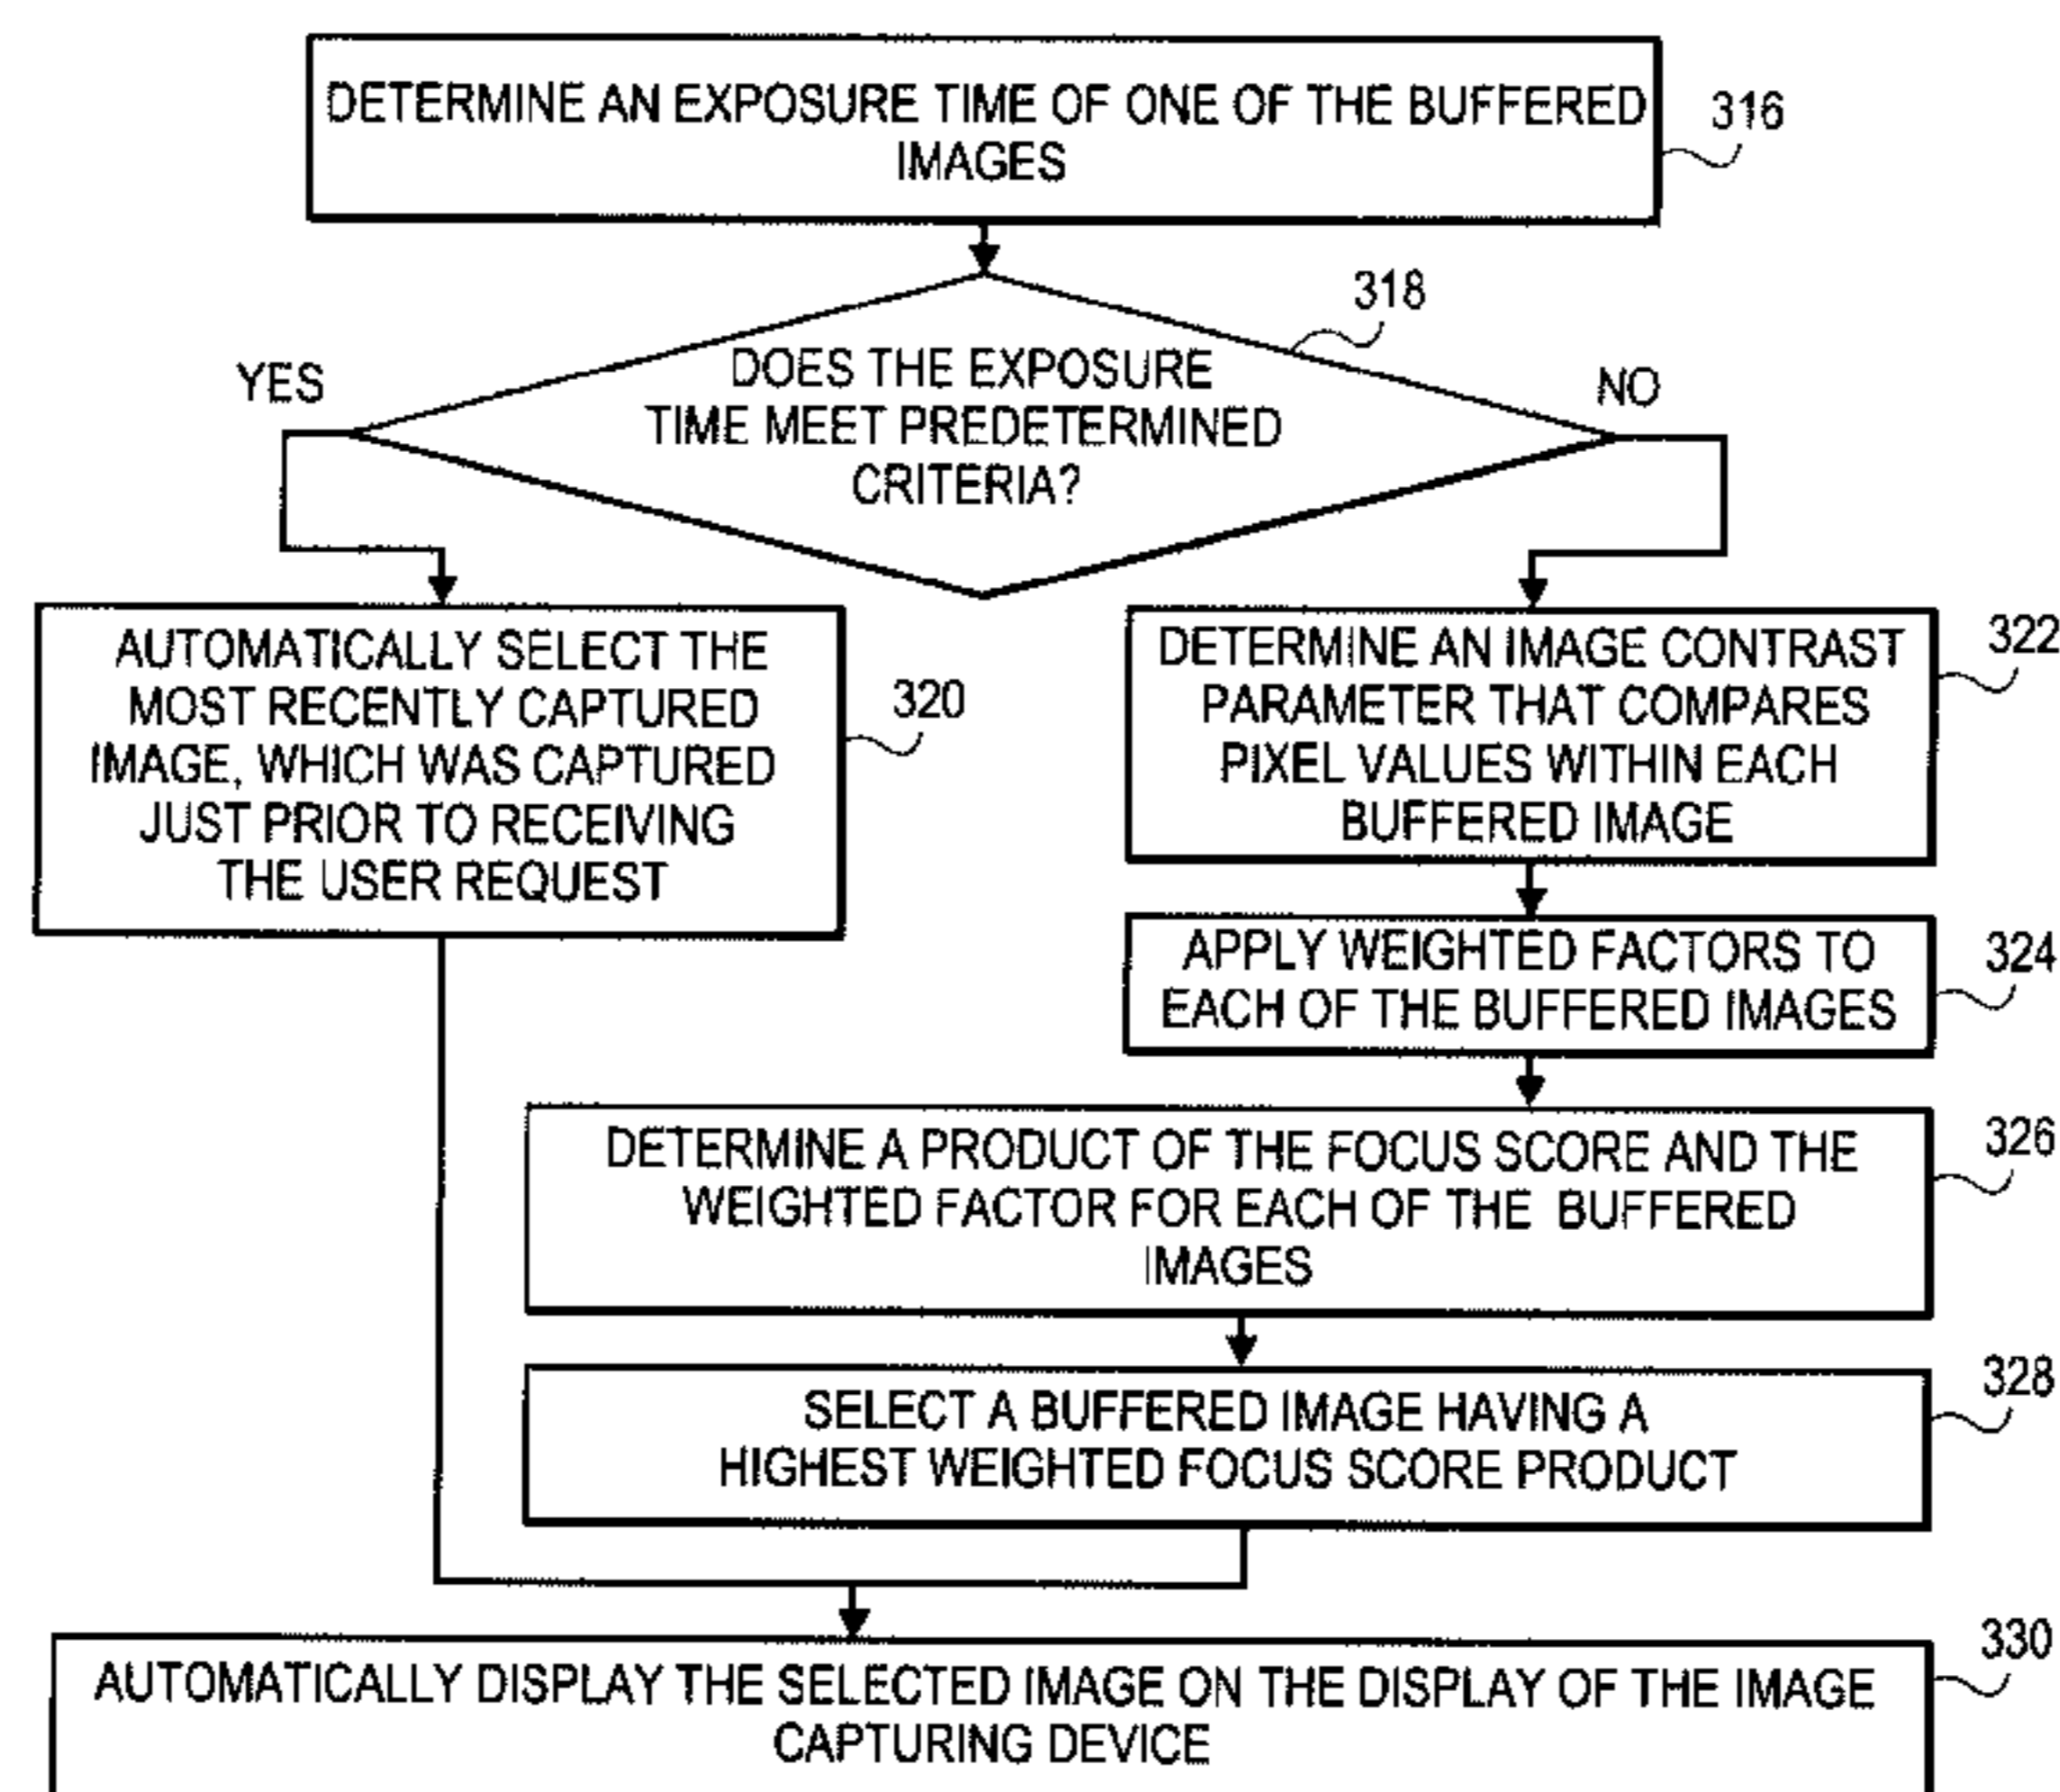 DETERMINE AN EXPOSURE TIME OF ONE OF THE BUFFERED
IMAGES
316
318
YES
NO
DOES THE EXPOSURE
TIME MEET PREDETERMINED
CRITERIA?
AUTOMATICALLY SELECT THE
MOST RECENTLY CAPTURED
IMAGE, WHICH WAS CAPTURED
JUST PRIOR TO RECEIVING
THE USER REQUEST
320
DETERMINE AN IMAGE CONTRAST
PARAMETER THAT COMPARES
PIXEL VALUES WITHIN EACH
BUFFERED IMAGE
322
APPLY WEIGHTED FACTORS TO
EACH OF THE BUFFERED IMAGES
324
DETERMINE A PRODUCT OF THE FOCUS SCORE AND THE
WEIGHTED FACTOR FOR EACH OF THE BUFFERED
IMAGES
326
SELECT A BUFFERED IMAGE HAVING A
HIGHEST WEIGHTED FOCUS SCORE PRODUCT
328
AUTOMATICALLY DISPLAY THE SELECTED IMAGE ON THE DISPLAY OF THE IMAGE
CAPTURING DEVICE
330